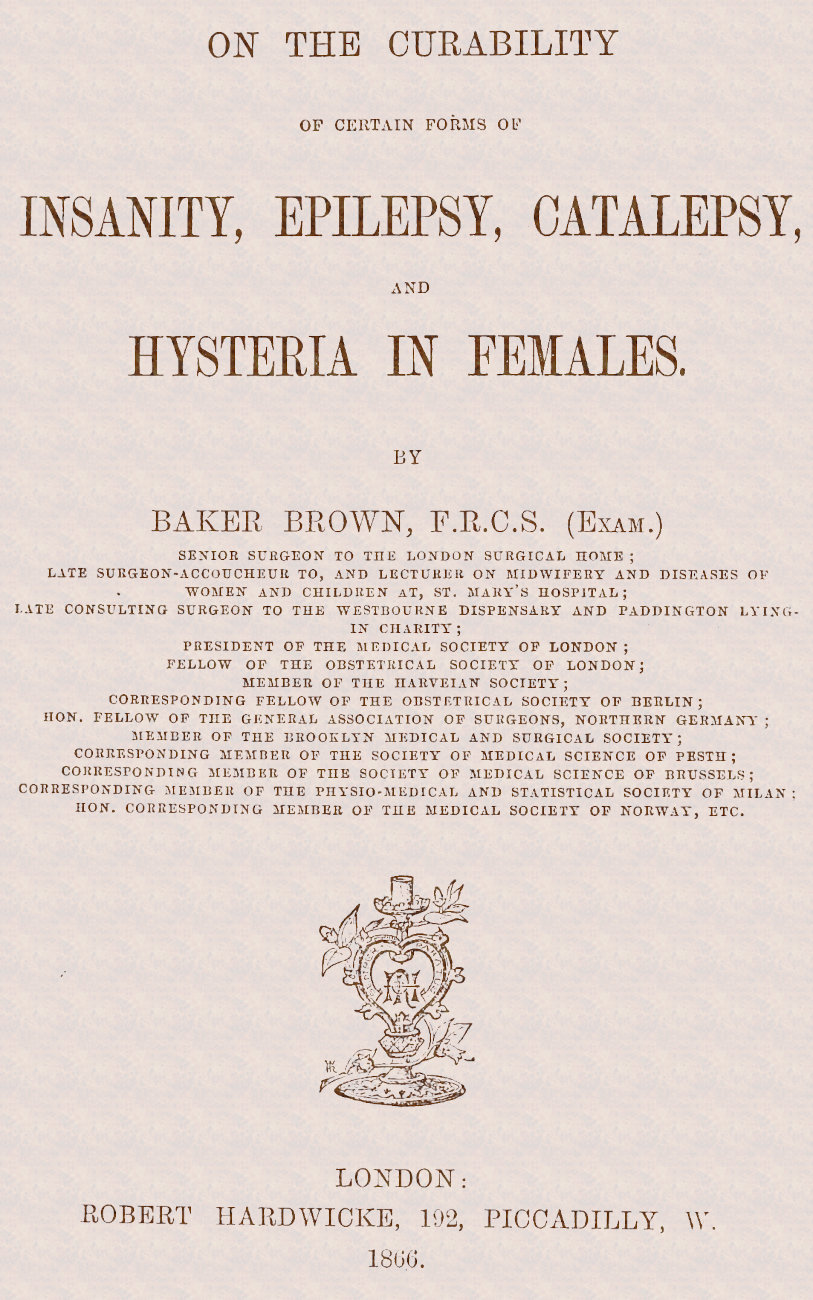 ON THE CURABILITY
OF CERTAIN FORMS OF
INSANITY, EPILEPSY, CATALEPSY,
AND
HYSTERIA IN FEMALES.
BY
BAKER BROWN, F.R.C.S. (EXAM.)
SENIOR SURGEON TO THE LONDON SURGICAL HOME;
LATE SURGEON-ACCOUCHEUR TO, AND LECTURER ON MIDWIFERY AND DISEASES OF
WOMEN AND CHILDREN AT, ST. MARY'S HOSPITAL;
LATE CONSULTING SURGEON TO THE WESTBOURNE DISPENSARY AND PADDINGTON LYING-
IN CHARITY;
PRESIDENT OF THE MEDICAL SOCIETY OF LONDON;
FELLOW OF THE OBSTETRICAL SOCIETY OF LONDON;
MEMBER OF THE HARVEIAN SOCIETY;
CORRESPONDING FELLOW OF THE OBSTETRICAL SOCIETY OF BERLIN;
HON. FELLOW OF THE GENERAL ASSOCIATION OF SURGEONS, NORTHERN GERMANY;
MEMBER OF THE BROOKLYN MEDICAL AND SURGICAL SOCIETY;
CORRESPONDING MEMBER OF THE SOCIETY OF MEDICAL SCIENCE OF PESTH;
CORRESPONDING MEMBER OF THE SOCIETY OF MEDICAL SCIENCE OF BRUSSELS;
CORRESPONDING MEMBER OF THE PHYSIO-MEDICAL AND STATISTICAL SOCIETY OF MILAN;
HON. CORRESPONDING MEMBER OF THE MEDICAL SOCIETY OF NORWAY, ETC.
LONDON:
ROBERT HARDWICKE, 192, PICCADILLY, W.
1866.